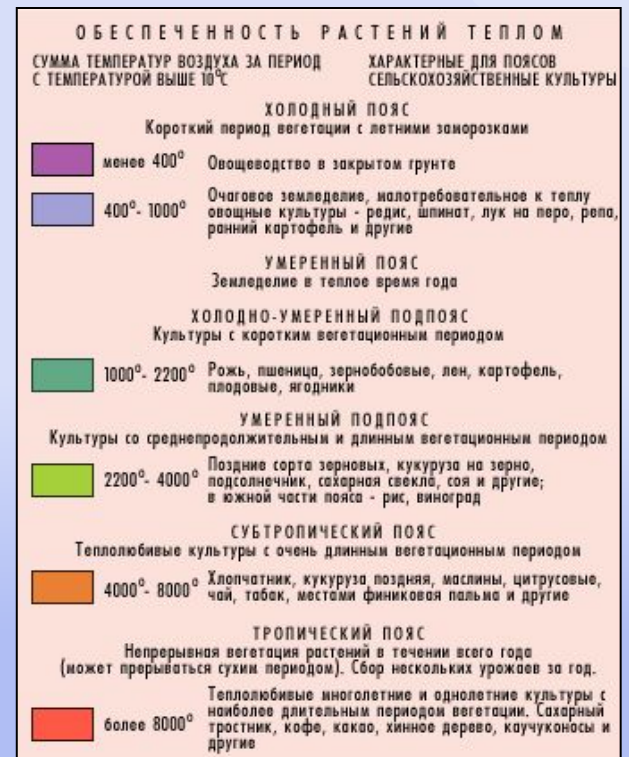 ОБЕСПЕЧЕННОСТЬ РАСТЕНИЙ ТЕПЛОМ
СУММА ТЕМПЕРАТУР ВОЗДУХА ЗА ПЕРИОД
С ТЕМПЕРАТУРОЙ ВЫШЕ 10°С
ХАРАКТЕРНЫЕ ДЛЯ ПОЯСОВ
СЕЛЬСКОХОЗЯЙСТВЕННЫЕ КУЛЬТУРЫ
ХОЛОДНЫЙ ПОЯС
Короткий период вегетации с летними заморозками
менее 400° Овощеводство в закрытом грунте
400°- 1000° Очаговое земледелие, малотребовательное к теплу
овощные культуры - редис, шпинат, лук на перо, репа,
ранний картофель и другие
УМЕРЕННЫЙ ПОЯС
Земледелие в теплое время года
ХОЛОДНО-УМЕРЕННЫЙ ПОДПОЯС
Культуры с коротким вегетационным периодом
1000°- 2200° Рожь, пшеница, зернобобовые, лен, картофель,
плодовые, ягодники
УМЕРЕННЫЙ ПОДПОЯС
Культуры со среднепродолжительным и длинным вегетационным периодом
2200°- 4000° Поздние сорта зерновых, кукуруза на зерно,
подсолнечник, сахарная свекла, соя и другие;
в южной части пояса - рис, виноград
СУБТРОПИЧЕСКИЙ ПОЯС
Теплолюбивые культуры с очень длинным вегетационным периодом
4000°- 8000° Хлопчатник, кукуруза поздняя, маслины, цитрусовые,
чай, табак, местами финиковая пальма и другие
ТРОПИЧЕСКИЙ ПОЯС
Непрерывная вегетация растений в течении всего года
(может прерываться сухим периодом). Сбор нескольких урожаев за год.
более 8000° Теплолюбивые многолетние и однолетние культуры с
наиболее длительным периодом вегетации. Сахарный
тростник, кофе, какао, хинное дерево, каучуконосы и
другие